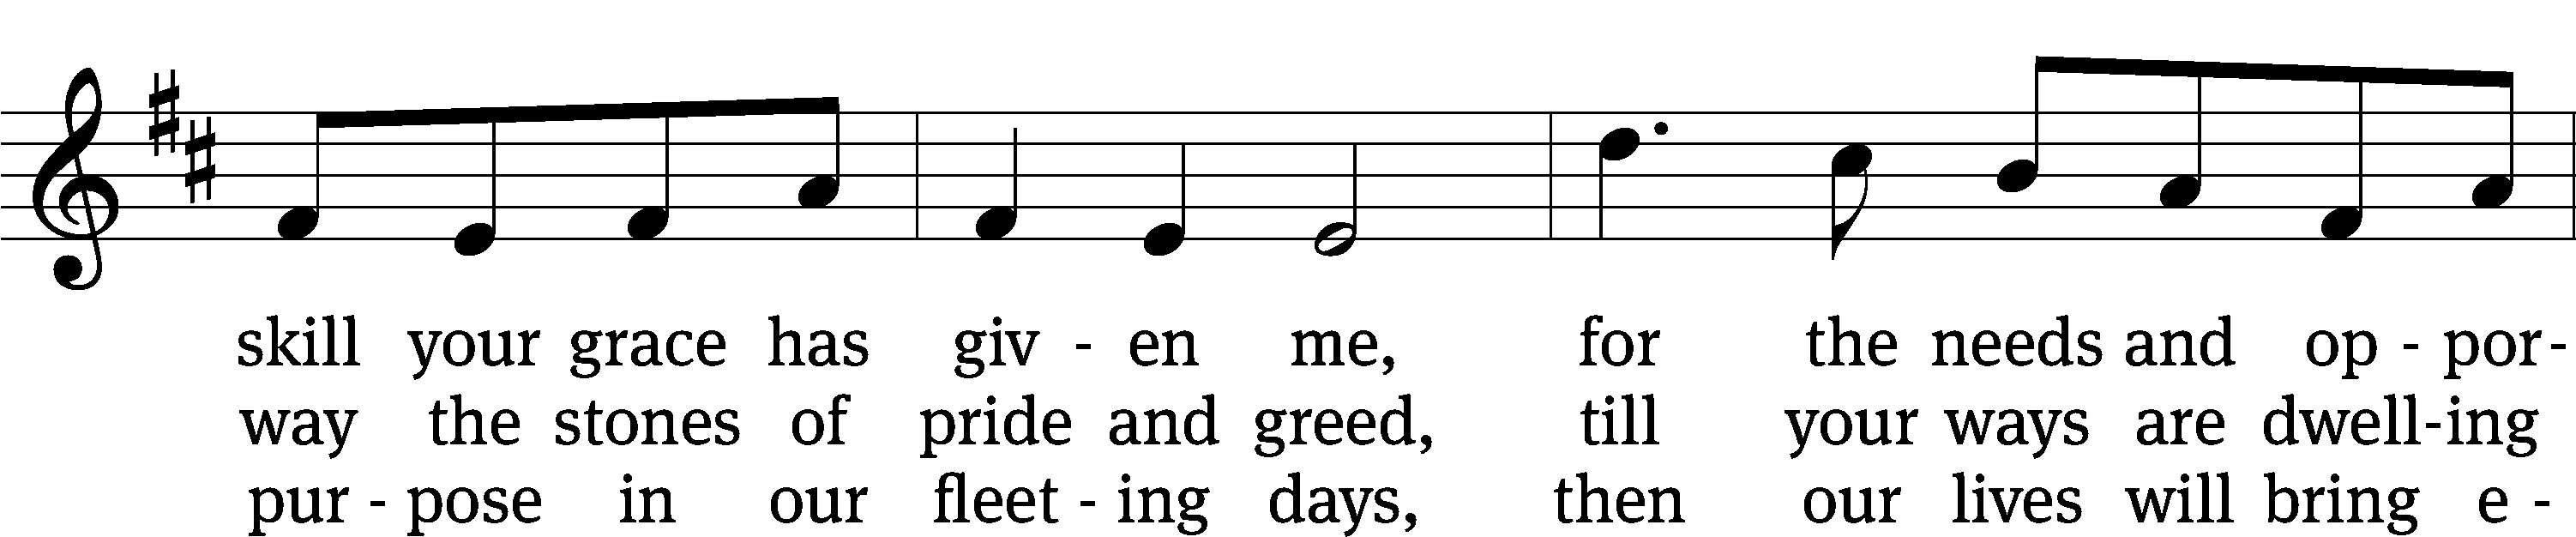 skill your grace has giv - en me, for the needs and op - por-
way the stones of pride and greed, till your ways are dwell-ing
pur - pose in our fleet - ing days, then our lives will bring e -